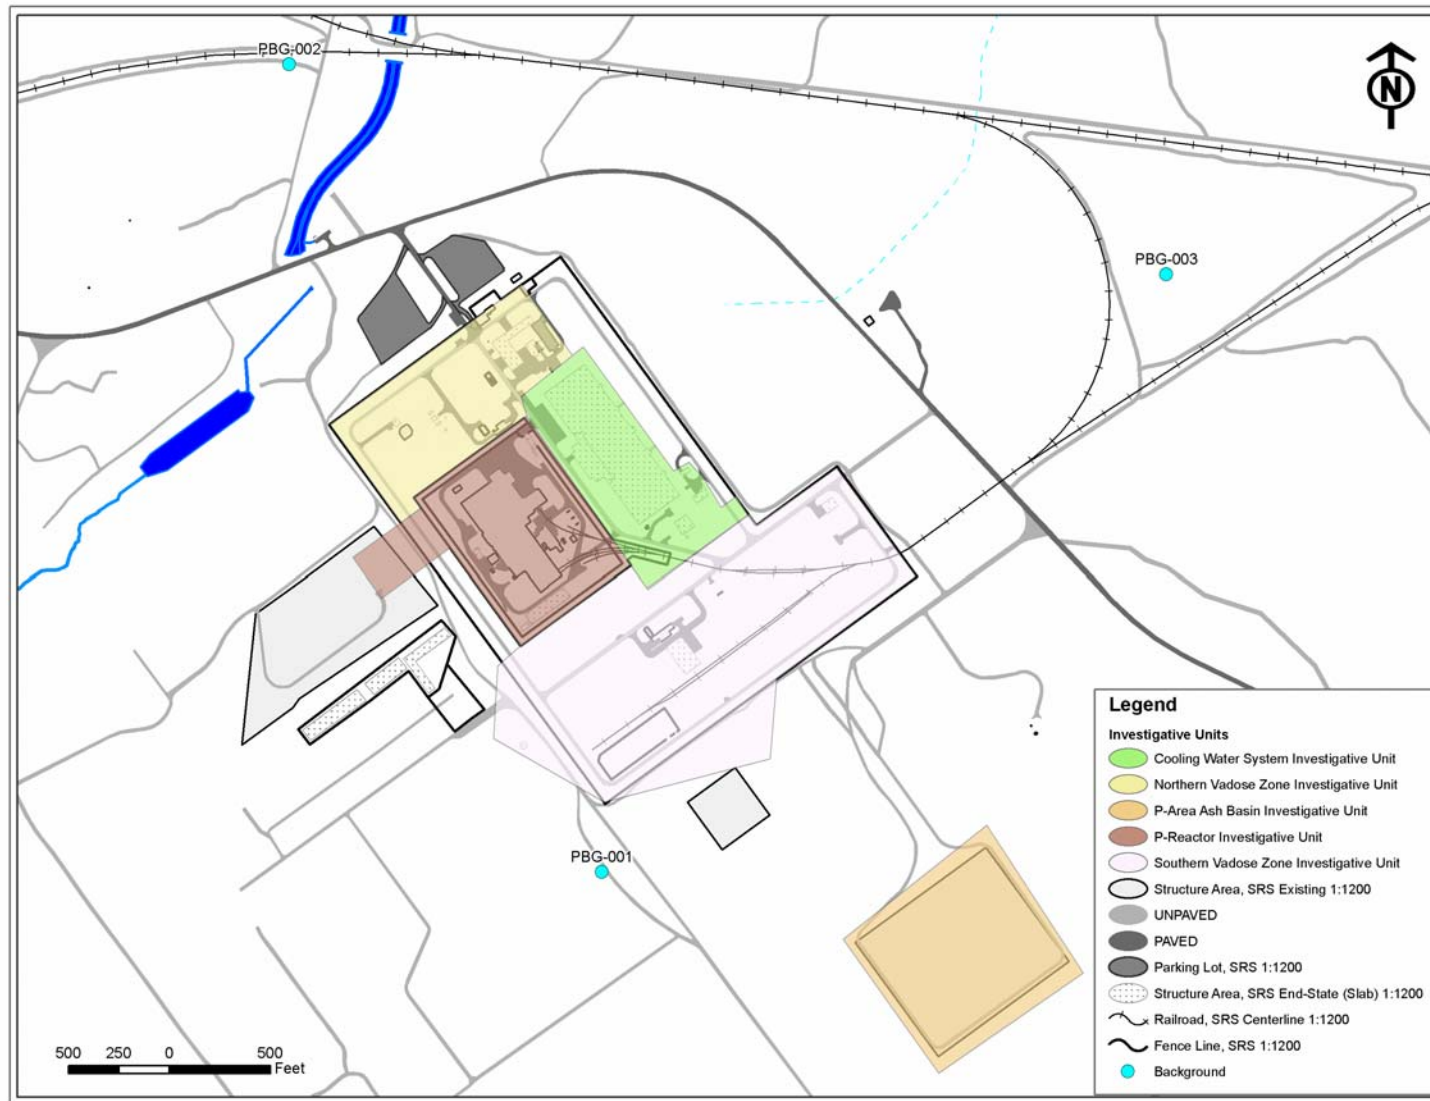 PBG-002
N
PBG-003
PBG-001
Legend
Investigative Units
Cooling Water System Investigative Unit
Northern Vadose Zone Investigative Unit
P-Area Ash Basin Investigative Unit
P-Reactor Investigative Unit
Southern Vadose Zone Investigative Unit
Structure Area, SRS Existing 1:1200
UNPAVED
PAVED
Parking Lot, SRS 1:1200
Structure Area, SRS End-State (Slab) 1:1200
Railroad, SRS Centerline 1:1200
Fence Line, SRS 1:1200
Background
500 250 0 500
Feet